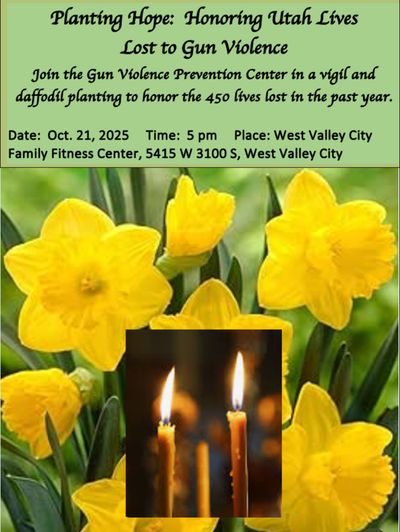 Planting Hope: Honoring Utah Lives
Lost to Gun Violence
Join the Gun Violence Prevention Center in a vigil and
daffodil planting to honor the 450 lives lost in the past year.
Date: Oct. 21, 2025 Time: 5 pm Place: West Valley City
Family Fitness Center, 5415 W 3100 S, West Valley City